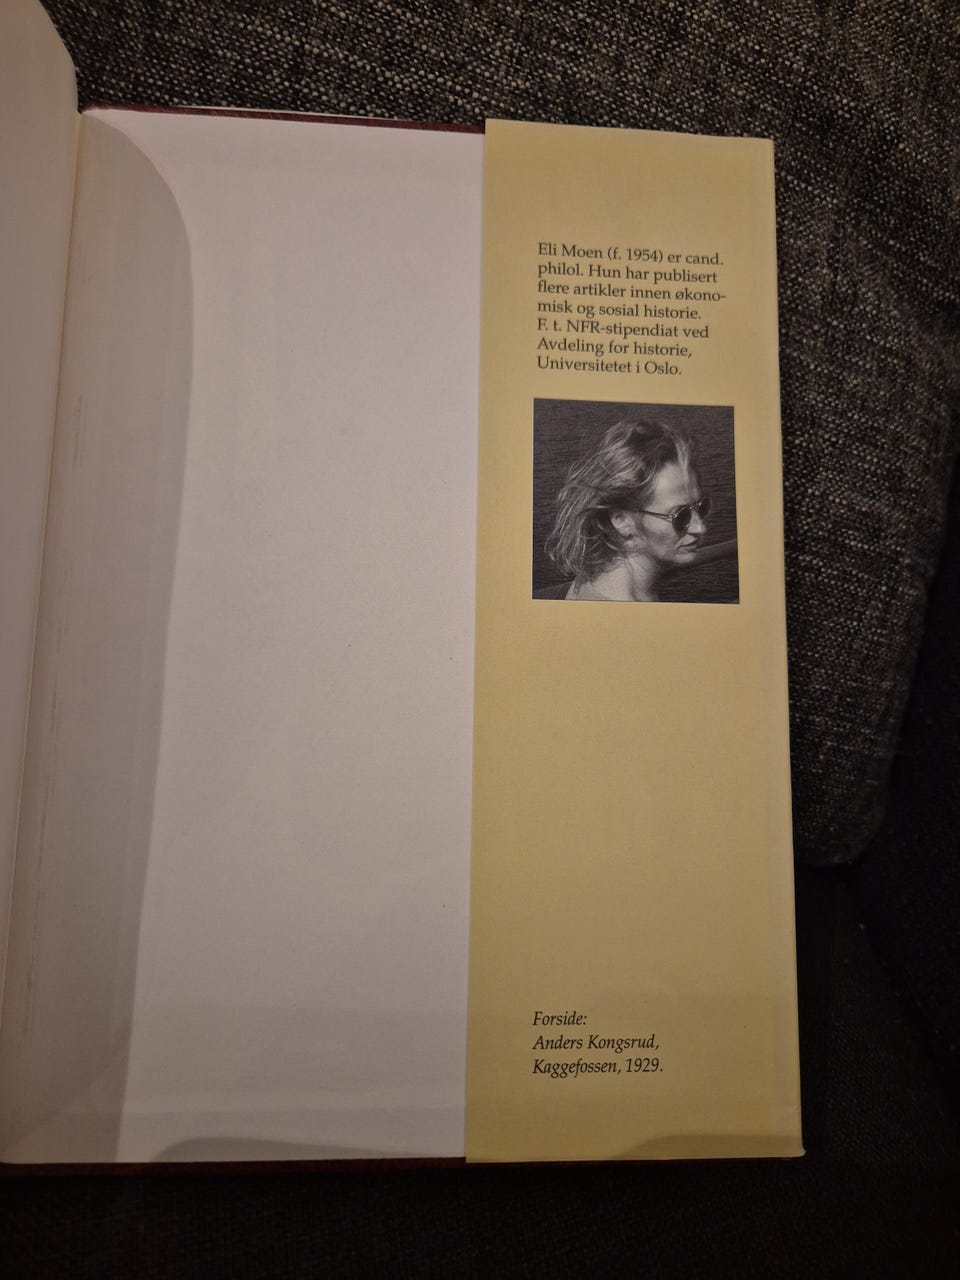 Eli Moen (f. 1954) er cand.
philol. Hun har publisert
flere artikler innen økono-
misk og sosial historie.
F. t. NFR-stipendiat ved
Avdeling for historie,
Universitetet i Oslo.
Forside:
Anders Kongsrud,
Kaggefossen, 1929.